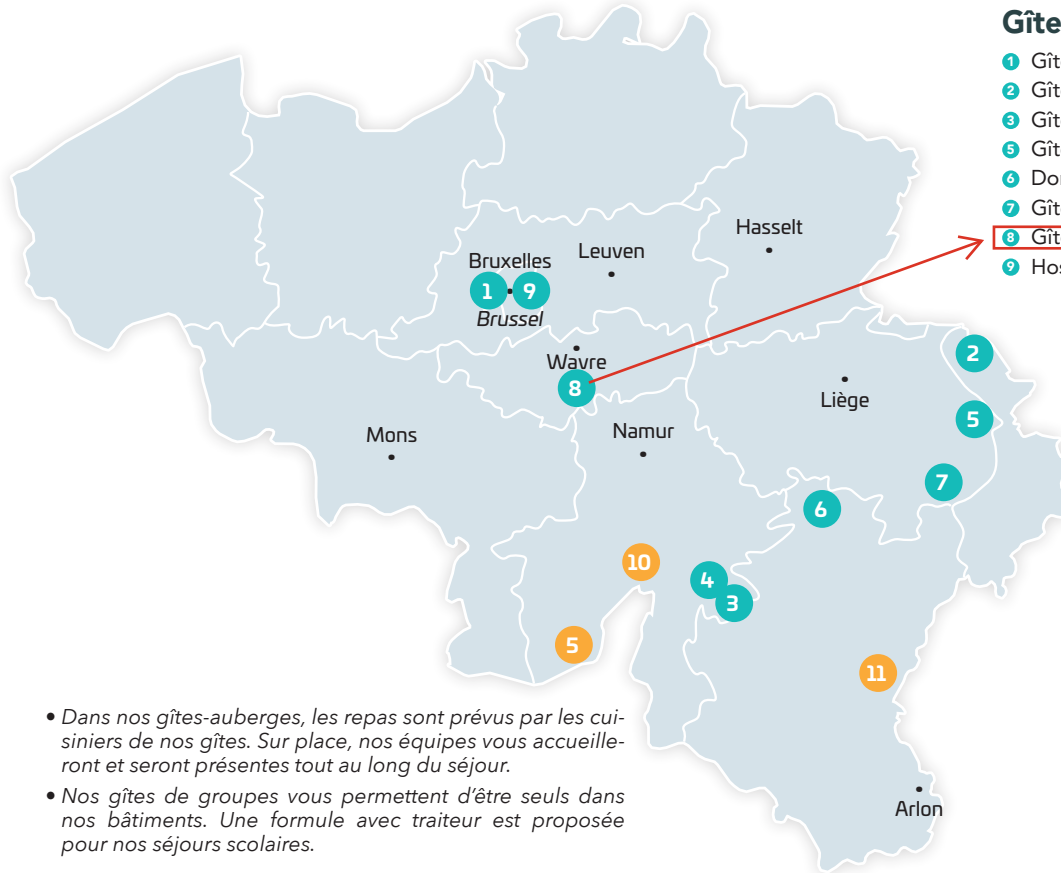 Gîte
1 Gît
2 Gît
3 Gît
5 Gît
6 Do
7 Gît
8 Gît
9 Hos
Hasselt
Leuven
Bruxelles
1 9
Brussel
Wavre
8
2
Liège
5
Mons
Namur
7
6
10
4
3
5
11
• Dans nos gîtes-auberges, les repas sont prévus par les cui-
siniers de nos gîtes. Sur place, nos équipes vous accueille-
ront et seront présentes tout au long du séjour.
• Nos gîtes de groupes vous permettent d'être seuls dans
nos bâtiments. Une formule avec traiteur est proposée
pour nos séjours scolaires.
Arlon